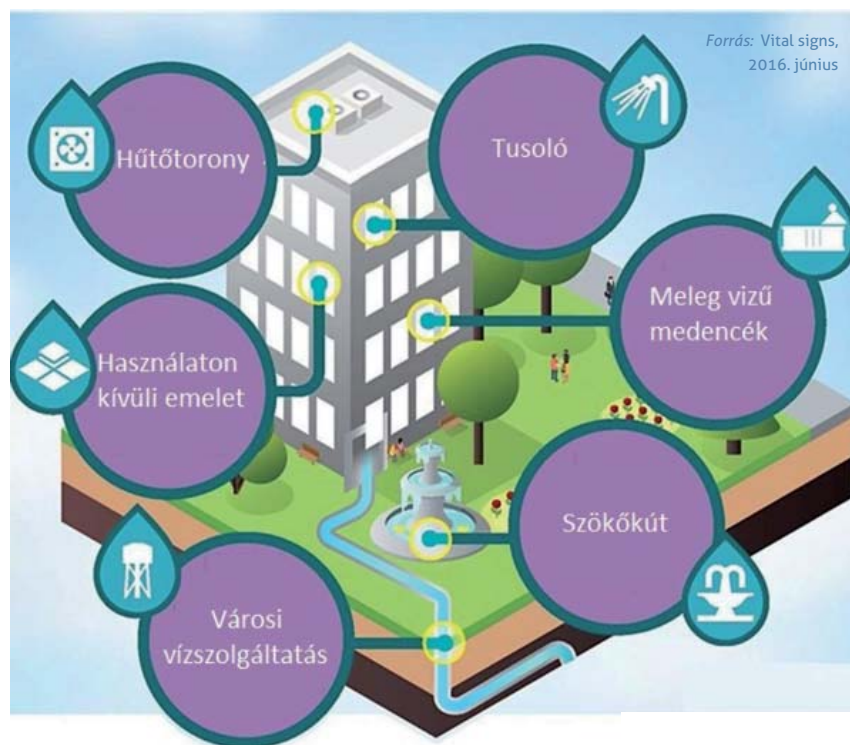 Forrás: Vital signs,
2016. június
Hűtőtorony
Tusoló
Meleg vizű
medencék
Használaton
kívüli emelet
Szökőkút
Városi
vízszolgáltatás